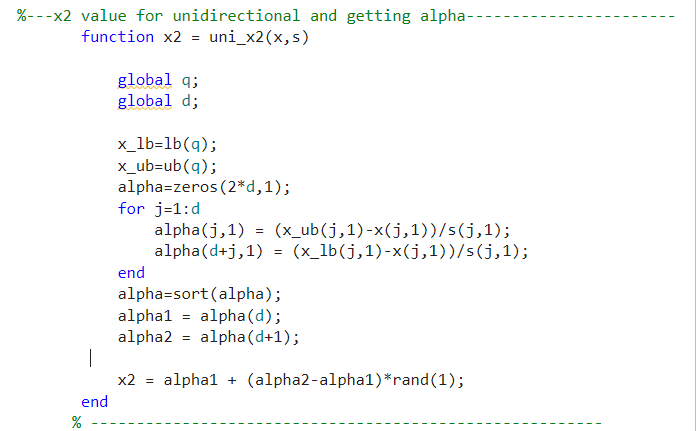 %---x2 value for unidirectional and getting alpha-----------------------
function x2 = uni_x2(x,s)
global q;
global d;
x_lb=lb(q);
x_ub=ub(q);
alpha=zeros(2*d,1);
for j=1:d
alpha(j,1) = (x_ub(j,1)-x(j,1))/s(j,1);
alpha(d+j,1) = (x_lb(j,1)-x(j,1))/s(j,1);
end
alpha=sort(alpha);
alpha1 = alpha(d);
alpha2 = alpha(d+1);
x2 = alpha1 + (alpha2-alpha1)*rand(1);
end
% --------------------------------------------------------